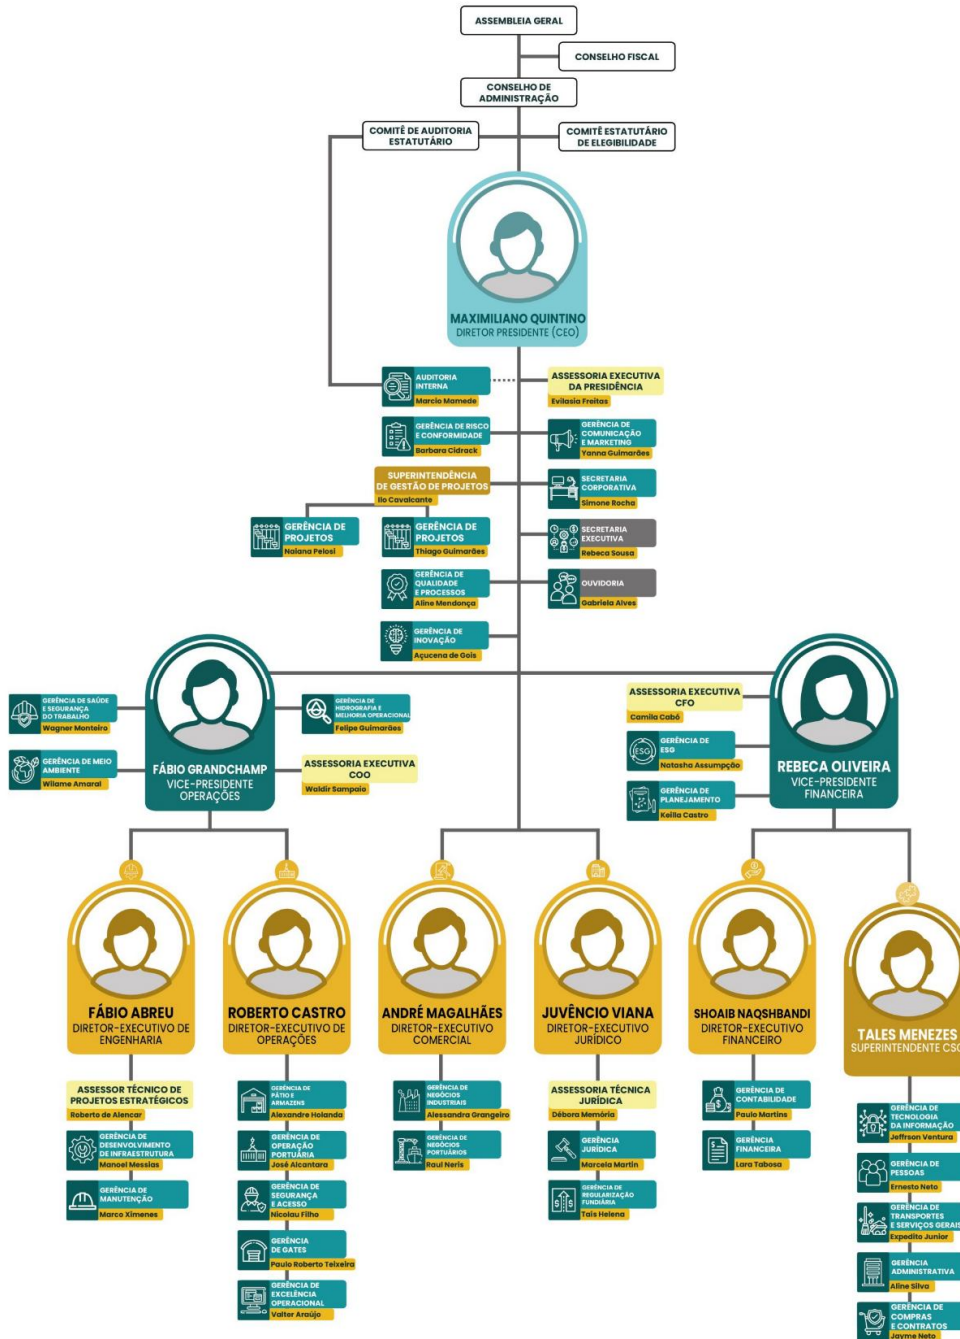 ASSEMBLEIA GERAL
CONSELHO FISCAL
CONSELHO DE
ADMINISTRAÇÃO
COMITÊ DE AUDITORIA
ESTATUTÁRIO
COMITÊ ESTATUTÁRIO
DE ELEGIBILIDADE
MAXIMILIANO QUINTINO
DIRETOR PRESIDENTE (CEO)
AUDITORIA
INTERNA
Marcio Mamede
ASSESSORIA EXECUTIVA
DA PRESIDÊNCIA
Evilasia Freitas
GERÊNCIA DE RISCO
E CONFORMIDADE
Barbara Cidrack
GERÊNCIA DE
COMUNICAÇÃO
E MARKETING
Yanna Guimarães
SUPERINTENDÊNCIA
DE GESTÃO DE PROJETOS
Ilo Cavalcante
SECRETARIA
CORPORATIVA
Simone Rocha
GERÊNCIA DE
PROJETOS
Naiana Pelosi
GERÊNCIA DE
PROJETOS
Thiago Guimarães
SECRETARIA
EXECUTIVA
Rebeca Sousa
GERÊNCIA DE
QUALIDADE
E PROCESSOS
Aline Mendonça
OUVIDORIA
Gabriela Alves
GERÊNCIA DE
INOVAÇÃO
Açucena de Gois
GERÊNCIA DE SAÚDE
E SEGURANÇA
DO TRABALHO
Wagner Monteiro
GERÊNCIA DE MEIO
AMBIENTE
Wilame Amaral
FÁBIO GRANDCHAMP
VICE-PRESIDENTE
OPERAÇÕES
GERÊNCIA DE
HIDROGRAFIA E
MELHORIA OPERACIONAL
Felipe Guimarães
ASSESSORIA EXECUTIVA
COO
Waldir Sampaio
ASSESSORIA EXECUTIVA
CFO
Camila Cabó
GERÊNCIA DE
ESG
ESG
Natasha Assumpção
GERÊNCIA DE
PLANEJAMENTO
Keilla Castro
REBECA OLIVEIRA
VICE-PRESIDENTE
FINANCEIRA
FÁBIO ABREU
DIRETOR-EXECUTIVO DE
ENGENHARIA
ASSESSOR TÉCNICO DE
PROJETOS ESTRATÉGICOS
Roberto de Alencar
GERÊNCIA DE
DESENVOLVIMENTO
DE INFRAESTRUTURA
Manoel Messias
GERÊNCIA DE
MANUTENÇÃO
Marco Ximenes
ROBERTO CASTRO
DIRETOR-EXECUTIVO DE
OPERAÇÕES
GERÊNCIA DE
PÁTIO E
ARMAZENS
Alexandre Holanda
GERÊNCIA DE
OPERAÇÃO
PORTUÁRIA
José Alcantara
GERÊNCIA DE
SEGURANÇA
E ACESSO
Nicolau Filho
GERÊNCIA
DE GATES
Paulo Roberto Teixeira
GERÊNCIA DE
EXCELÊNCIA
OPERACIONAL
Valter Araújo
ANDRÉ MAGALHÃES
DIRETOR-EXECUTIVO
COMERCIAL
GERÊNCIA DE
NEGÓCIOS
INDUSTRIAIS
Alessandra Grangeiro
GERÊNCIA DE
NEGÓCIOS
PORTUÁRIOS
Raul Neris
JUVÊNCIO VIANA
DIRETOR-EXECUTIVO
JURÍDICO
ASSESSORIA TÉCNICA
JURÍDICA
Débora Memória
GERÊNCIA
JURÍDICA
Marcela Martin
GERÊNCIA DE
REGULARIZAÇÃO
FUNDIÁRIA
Tais Helena
SHOAIB NAQSHBANDI
DIRETOR-EXECUTIVO
FINANCEIRO
GERÊNCIA DE
CONTABILIDADE
Paulo Martins
GERÊNCIA
FINANCEIRA
Lara Tabosa
TALES MENEZES
SUPERINTENDENTE CSC
GERÊNCIA DE
TECNOLOGIA
DA INFORMAÇÃO
Jeffrson Ventura
GERÊNCIA DE
PESSOAS
Ernesto Neto
GERÊNCIA DE
TRANSPORTES
E SERVIÇOS GERAIS
Expedito Junior
GERÊNCIA
ADMINISTRATIVA
Aline Silva
GERÊNCIA DE
COMPRAS
E CONTRATOS
Jayme Neto